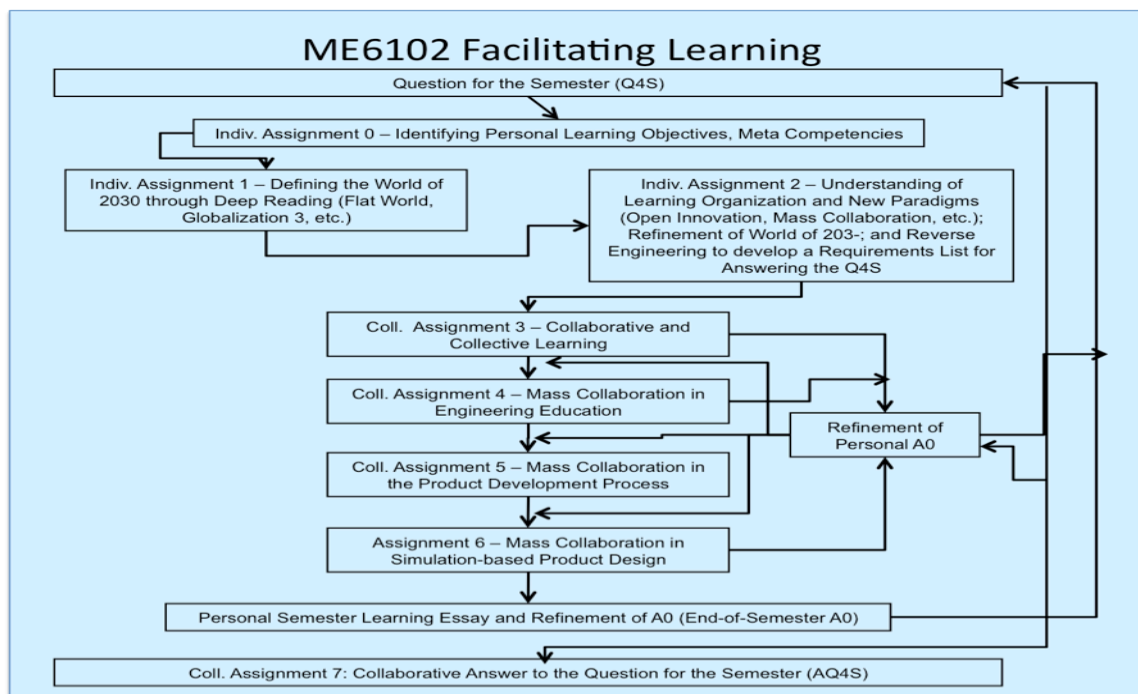 ME6102 Facilitating Learning
Question for the Semester (Q4S)
Indiv. Assignment 0 – Identifying Personal Learning Objectives, Meta Competencies
Indiv. Assignment 1 – Defining the World of
2030 through Deep Reading (Flat World,
Globalization 3, etc.)
Indiv. Assignment 2 – Understanding of
Learning Organization and New Paradigms
(Open Innovation, Mass Collaboration, etc.);
Refinement of World of 203-; and Reverse
Engineering to develop a Requirements List for
Answering the Q4S
Coll. Assignment 3 – Collaborative and
Collective Learning
Coll. Assignment 4 – Mass Collaboration in
Engineering Education
Refinement of
Personal A0
Coll. Assignment 5 – Mass Collaboration in
the Product Development Process
Assignment 6 – Mass Collaboration in
Simulation-based Product Design
Personal Semester Learning Essay and Refinement of A0 (End-of-Semester A0)
Coll. Assignment 7: Collaborative Answer to the Question for the Semester (AQ4S)